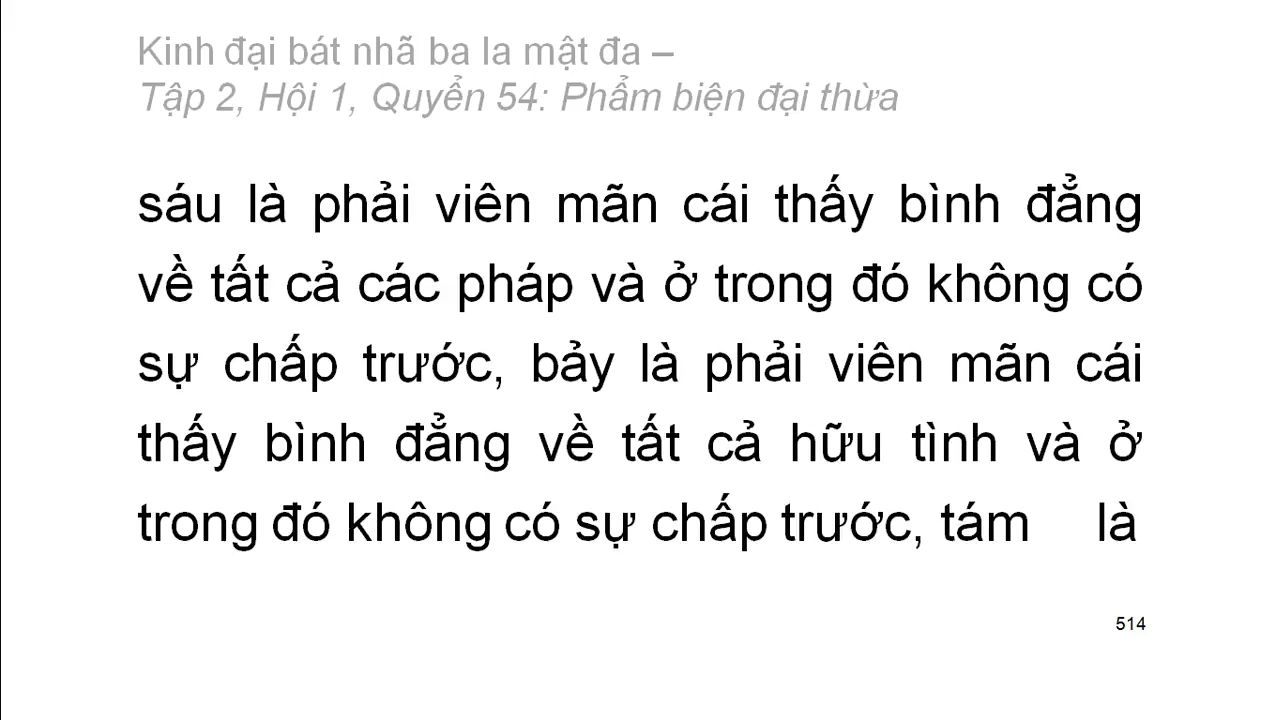 Kinh đại bát nhã ba la mật đa –
Tập 2, Hội 1, Quyển 54: Phẩm biện đại thừa
sáu là phải viên mãn cái thấy bình đẳng
về tất cả các pháp và ở trong đó không có
sự chấp trước, bảy là phải viên mãn cái
thấy bình đẳng về tất cả hữu tình và ở
trong đó không có sự chấp trước, tám là
514